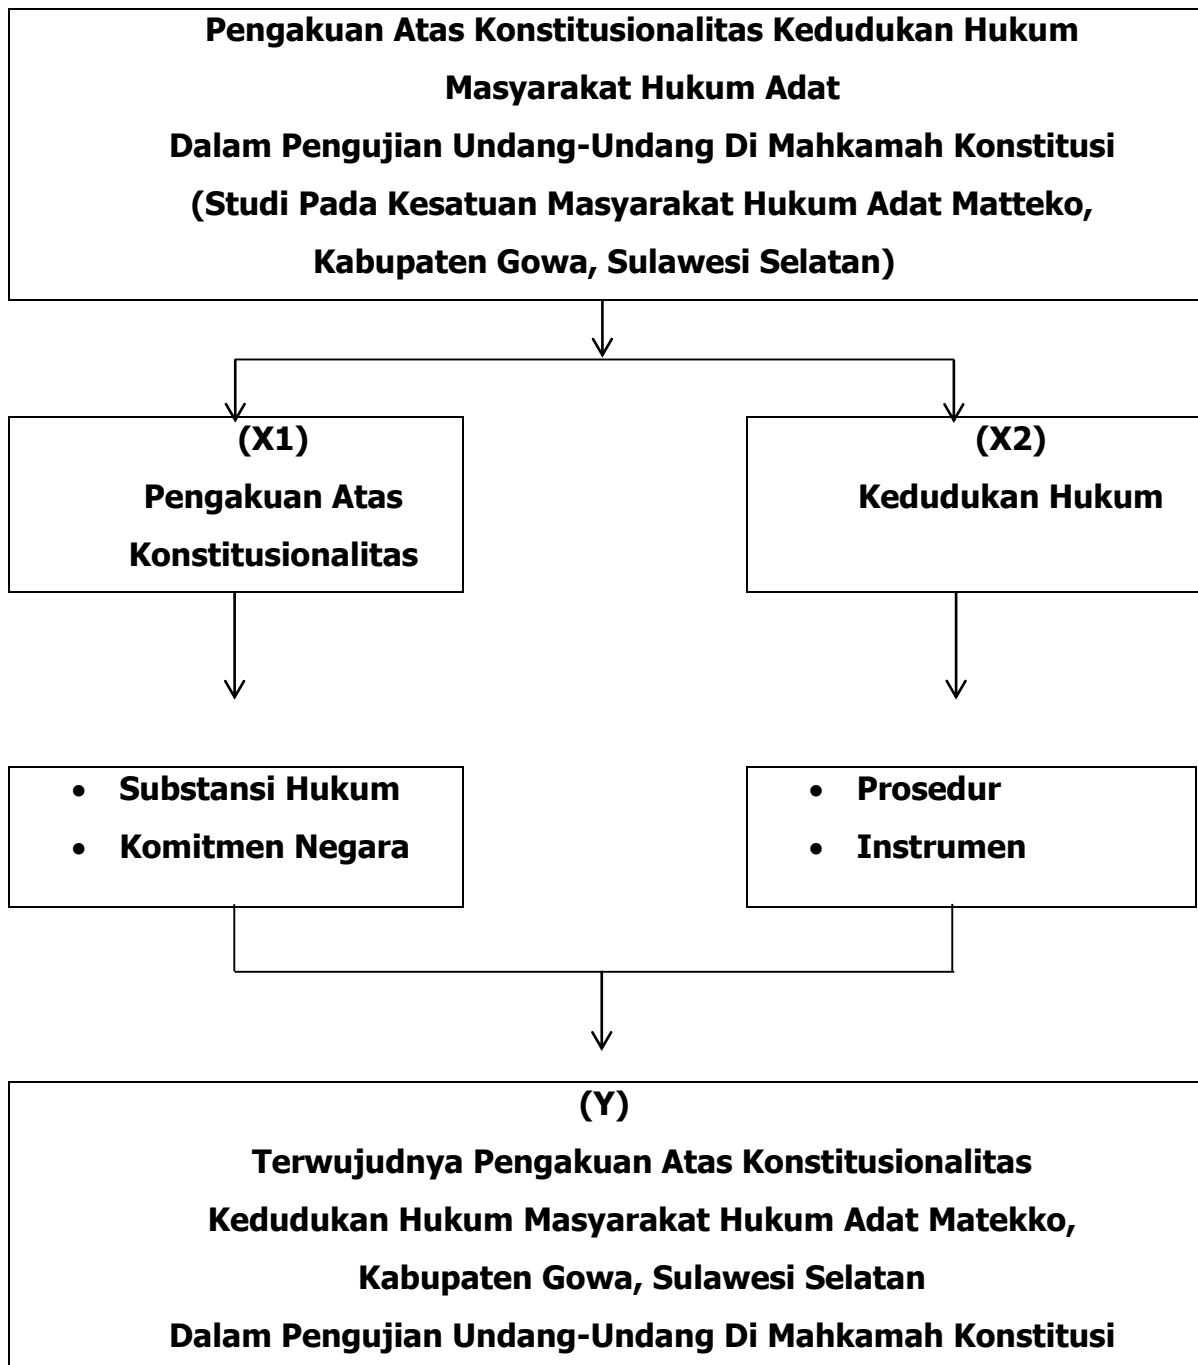 Pengakuan Atas Konstitusionalitas Kedudukan Hukum
Masyarakat Hukum Adat
Dalam Pengujian Undang-Undang Di Mahkamah Konstitusi
(Studi Pada Kesatuan Masyarakat Hukum Adat Matteko,
Kabupaten Gowa, Sulawesi Selatan)
(X1)
Pengakuan Atas
Konstitusionalitas
(X2)
Kedudukan Hukum
• Substansi Hukum
• Komitmen Negara
• Prosedur
• Instrumen
(Y)
Terwujudnya Pengakuan Atas Konstitusionalitas
Kedudukan Hukum Masyarakat Hukum Adat Matekko,
Kabupaten Gowa, Sulawesi Selatan
Dalam Pengujian Undang-Undang Di Mahkamah Konstitusi